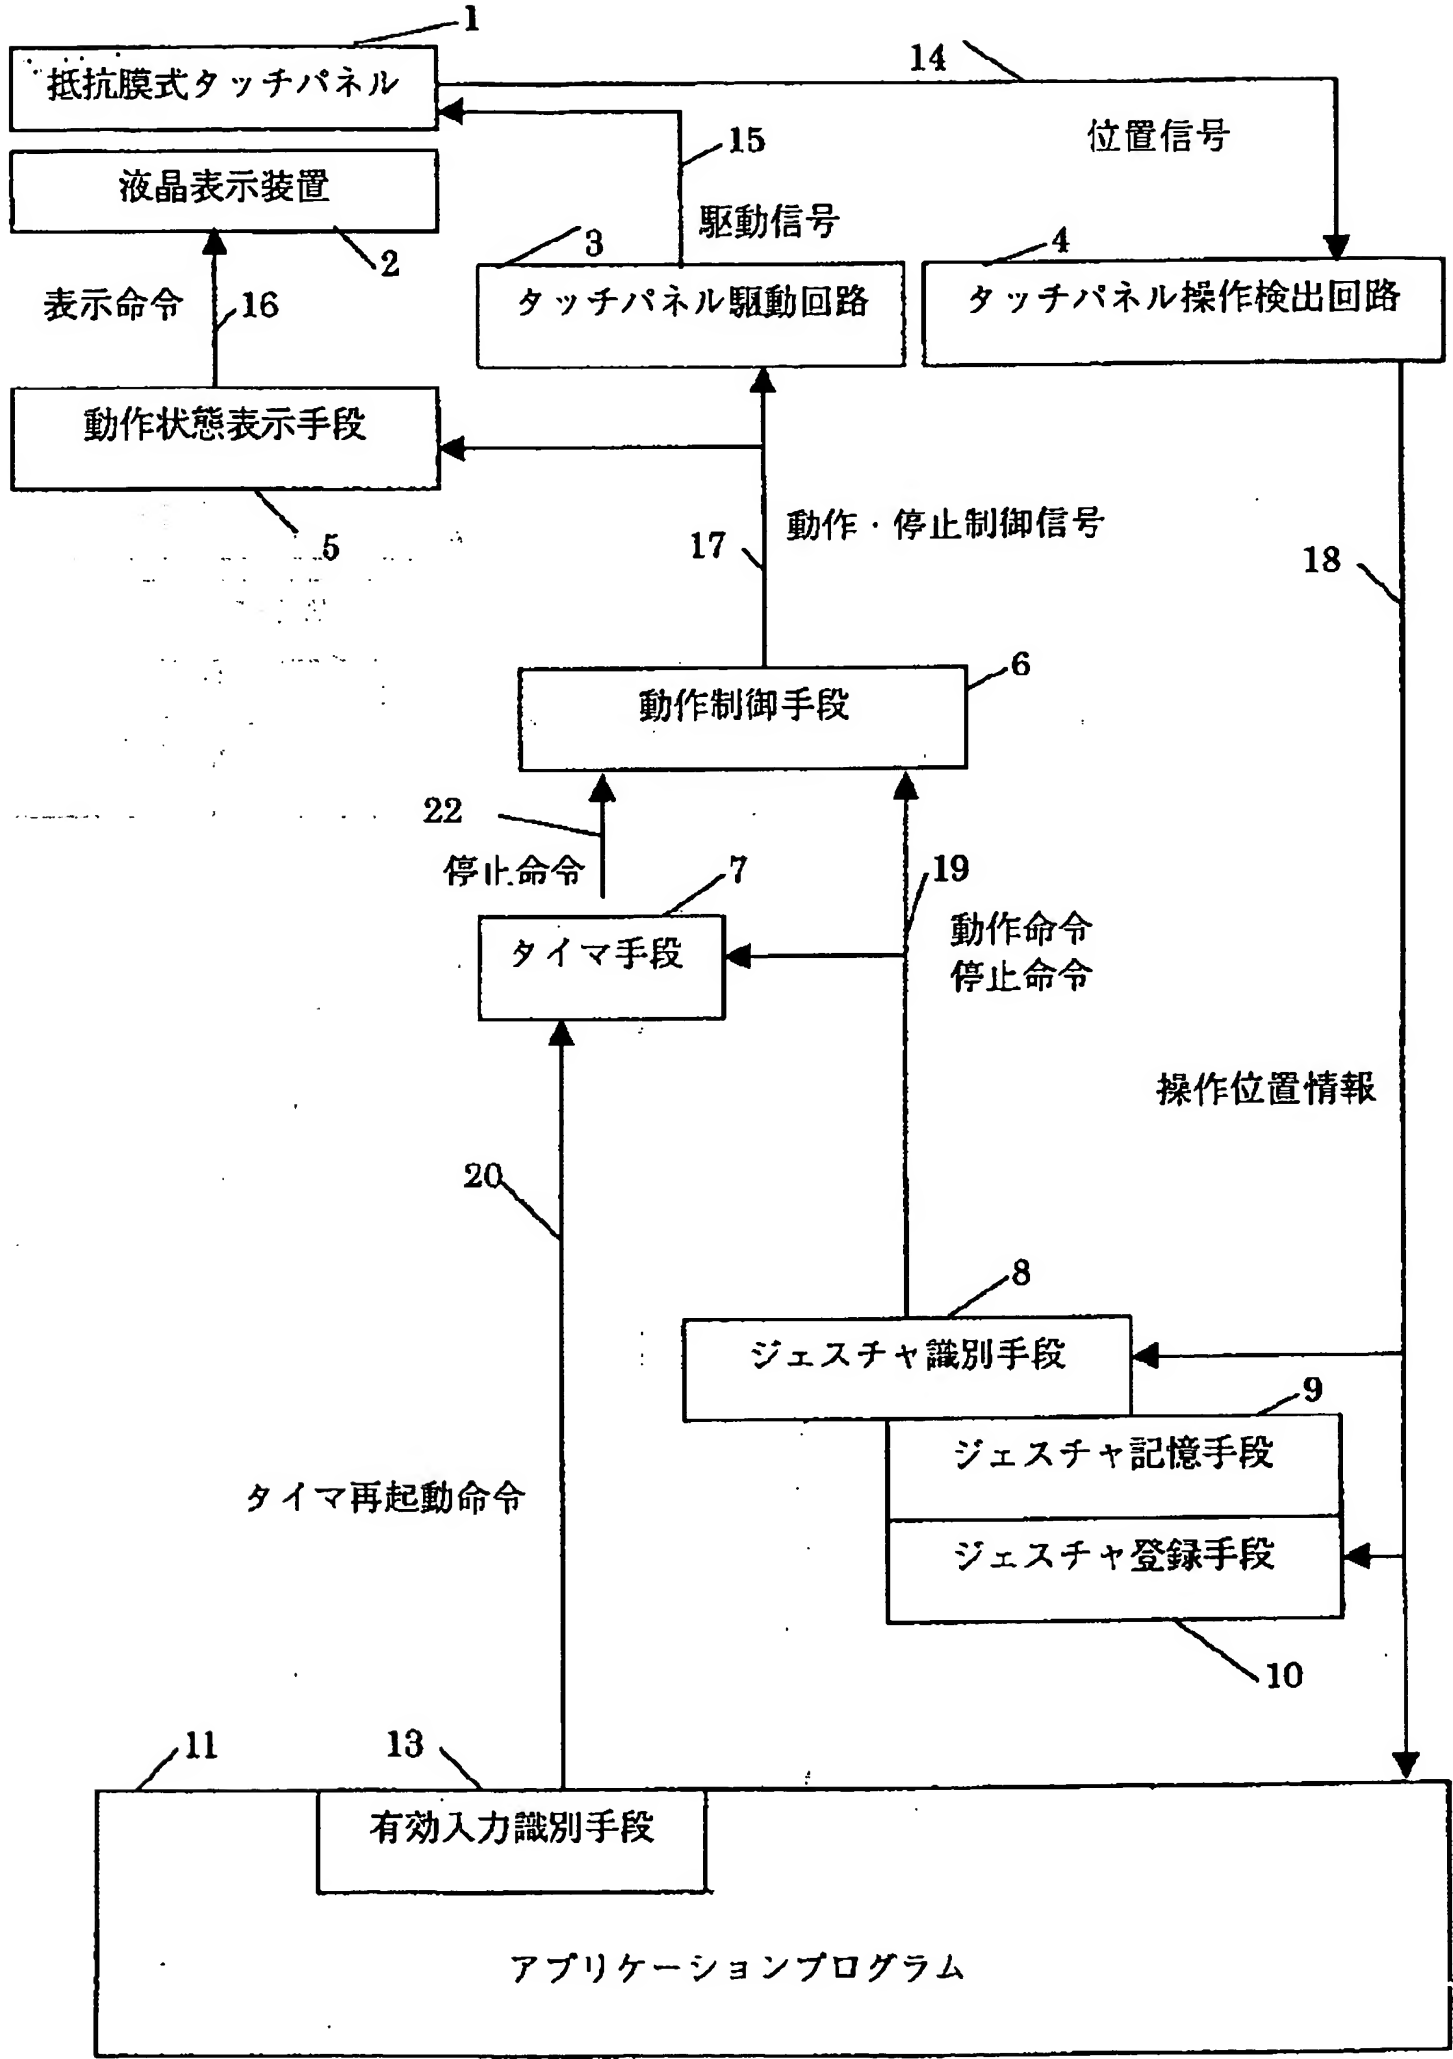 1
抵抗膜式タッチパネル
14
15
位置信号
液晶表示装置
駆動信号
2
3
4
表示命令
16
タッチパネル駆動回路
タッチパネル操作検出回路
動作状態表示手段
5
17
動作・停止制御信号
18
6
動作制御手段
22
停止命令
7
19
タイマ手段
動作命令
停止命令
操作位置情報
20
8
ジェスチャ識別手段
9
ジェスチャ記憶手段
タイマ再起動命令
ジェスチャ登録手段
10
11
13
有効入力識別手段
アプリケーションプログラム